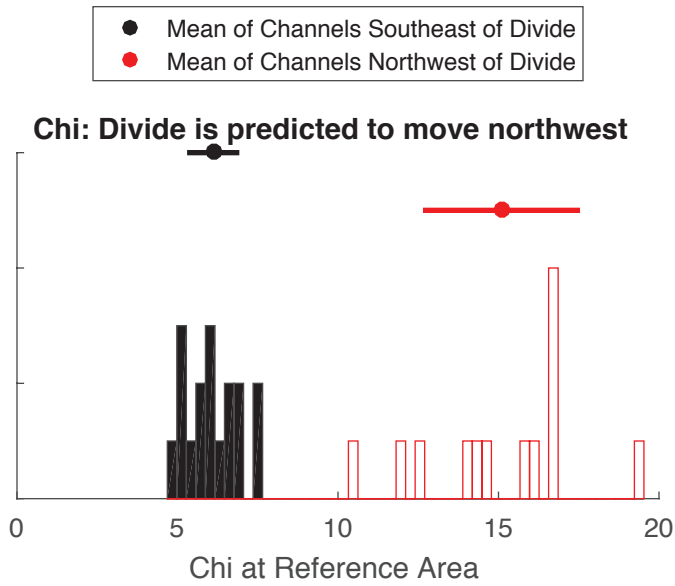 Mean of Channels Southeast of Divide
Mean of Channels Northwest of Divide
Chi: Divide is predicted to move northwest
0 5 10 15 20
Chi at Reference Area